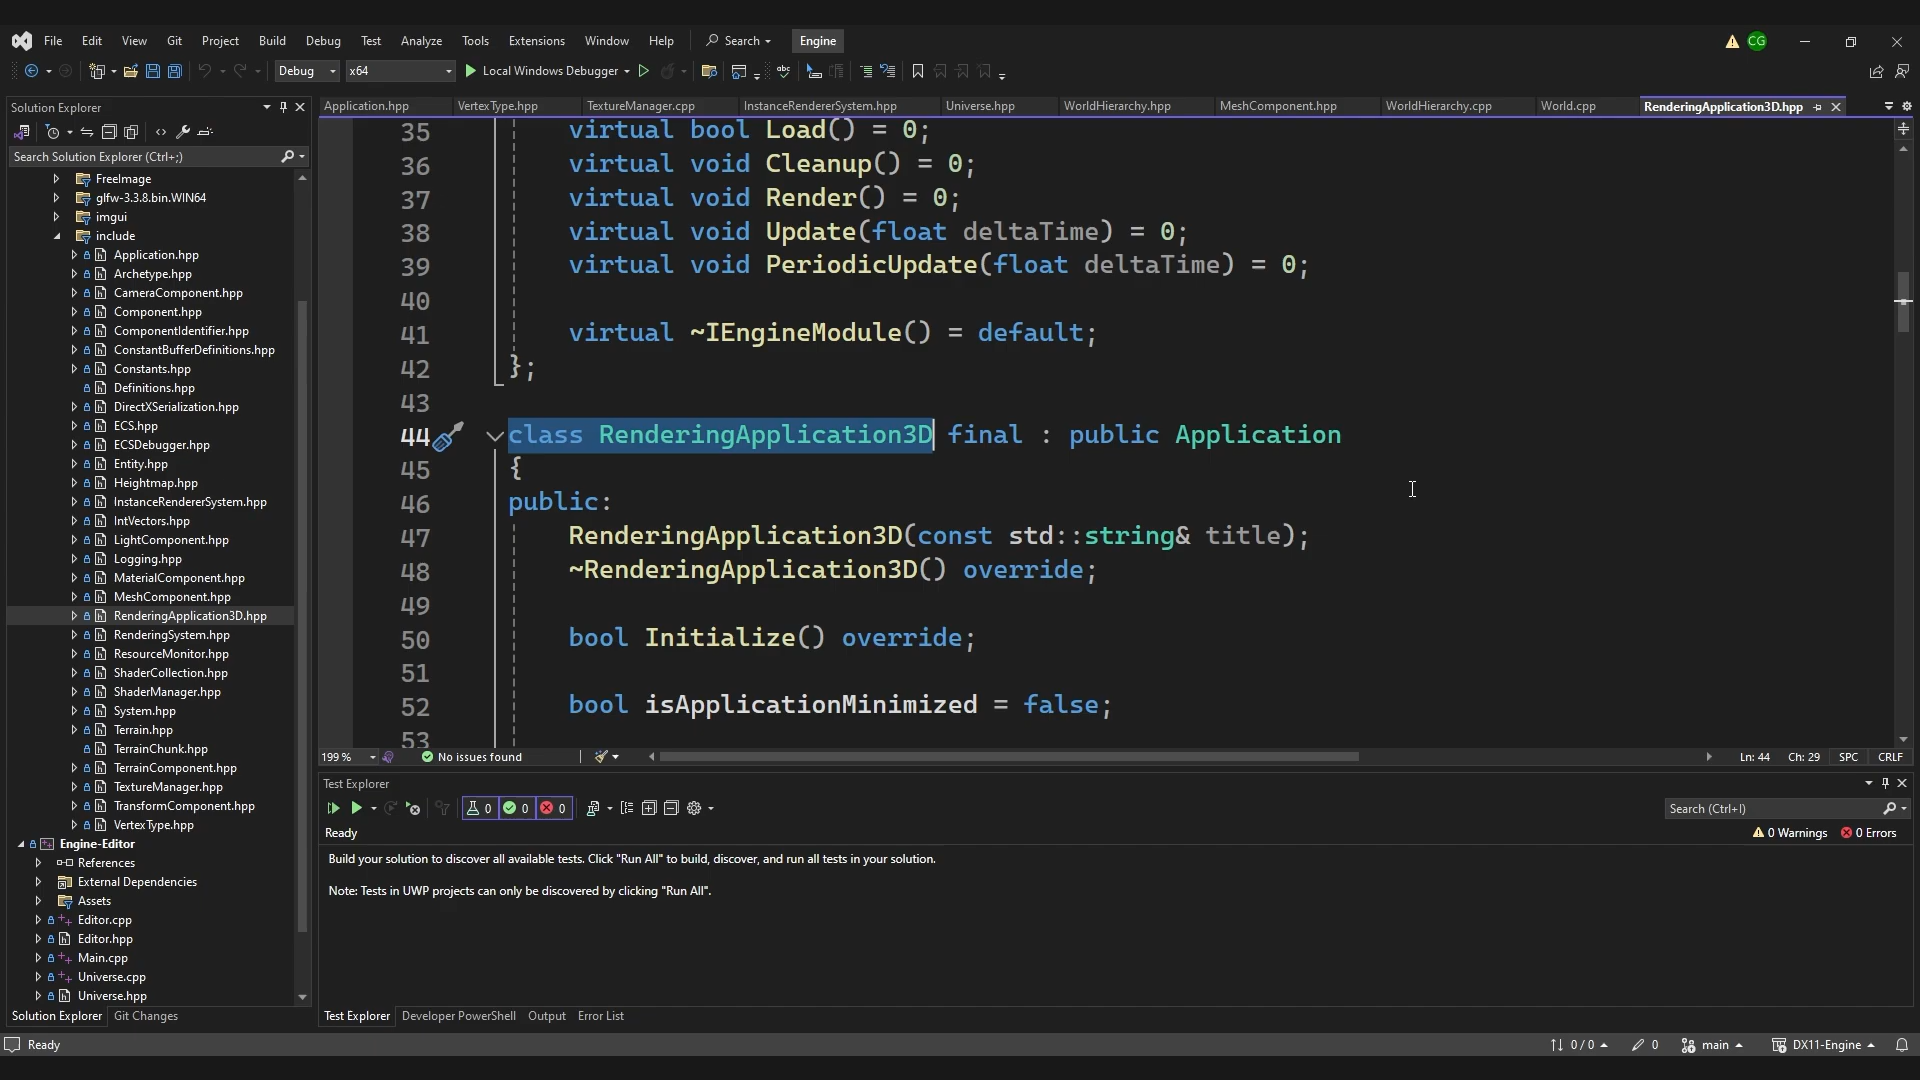 File Edit View Git Project Build Debug Test Analyze Tools Extensions Window Help Search Engine CG
Debug x64 Local Windows Debugger
Solution Explorer
Search Solution Explorer (Ctrl+;)
FreeImage
glfw-3.3.8.bin.WIN64
imgui
include
Application.hpp
Archetype.hpp
CameraComponent.hpp
Component.hpp
ComponentIdentifier.hpp
ConstantBufferDefinitions.hpp
Constants.hpp
Definitions.hpp
DirectXSerialization.hpp
ECS.hpp
ECSDebugger.hpp
Entity.hpp
Heightmap.hpp
InstanceRendererSystem.hpp
IntVectors.hpp
LightComponent.hpp
Logging.hpp
MaterialComponent.hpp
MeshComponent.hpp
RenderingApplication3D.hpp
RenderingSystem.hpp
ResourceMonitor.hpp
ShaderCollection.hpp
ShaderManager.hpp
System.hpp
Terrain.hpp
TerrainChunk.hpp
TerrainComponent.hpp
TextureManager.hpp
TransformComponent.hpp
VertexType.hpp
Engine-Editor
References
External Dependencies
Assets
Editor.cpp
Editor.hpp
Main.cpp
Universe.cpp
Universe.hpp
Solution Explorer Git Changes
Application.hpp VertexType.hpp TextureManager.cpp InstanceRendererSystem.hpp Universe.hpp WorldHierarchy.hpp MeshComponent.hpp WorldHierarchy.cpp World.cpp RenderingApplication3D.hpp
35 virtual bool Load() = 0;
36 virtual void Cleanup() = 0;
37 virtual void Render() = 0;
38 virtual void Update(float deltaTime) = 0;
39 virtual void PeriodicUpdate(float deltaTime) = 0;
40
41 virtual ~IEngineModule() = default;
42 };
43
44 class RenderingApplication3D final : public Application
45 {
46 public:
47 RenderingApplication3D(const std::string& title);
48 ~RenderingApplication3D() override;
49
50 bool Initialize() override;
51
52 bool isApplicationMinimized = false;
53
199 % No issues found Ln: 44 Ch: 29 SPC CRLF
Test Explorer
0 0 0 Search (Ctrl+I)
Ready 0 Warnings 0 Errors
Build your solution to discover all available tests. Click "Run All" to build, discover, and run all tests in your solution.
Note: Tests in UWP projects can only be discovered by clicking "Run All".
Test Explorer Developer PowerShell Output Error List
Ready 0 / 0 0 main DX11-Engine